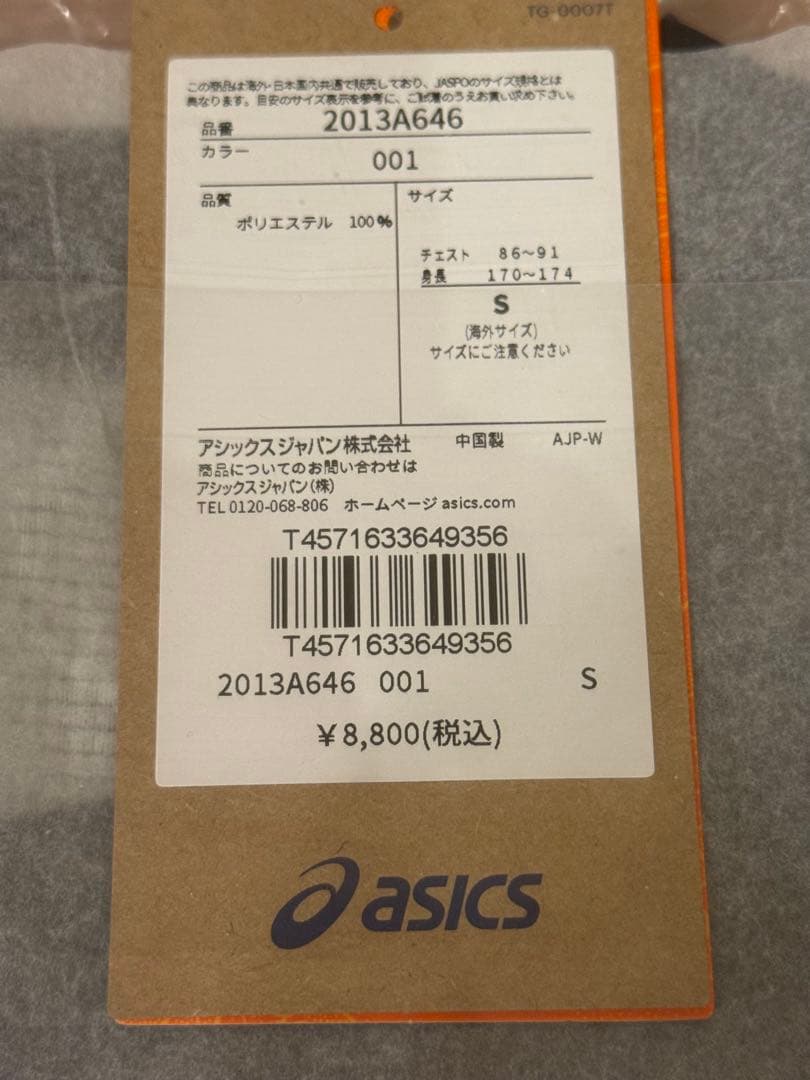 TG-0007T
この商品は海外・日本国内共通で販売しており、JASPOのサイズ規格とは
異なります。目安のサイズ表示を参考に、ご試着のうえお買い求め下さい。
品番 2013A646
カラー 001
品質
ポリエステル 100%
サイズ
チェスト 86～91
身長 170～174
S
(海外サイズ)
サイズにご注意ください
アシックスジャパン株式会社 中国製 AJP-W
商品についてのお問い合わせは
アシックスジャパン(株)
TEL 0120-068-806 ホームページ asics.com
T4571633649356
T4571633649356
2013A646 001 S
￥8,800(税込)
asics